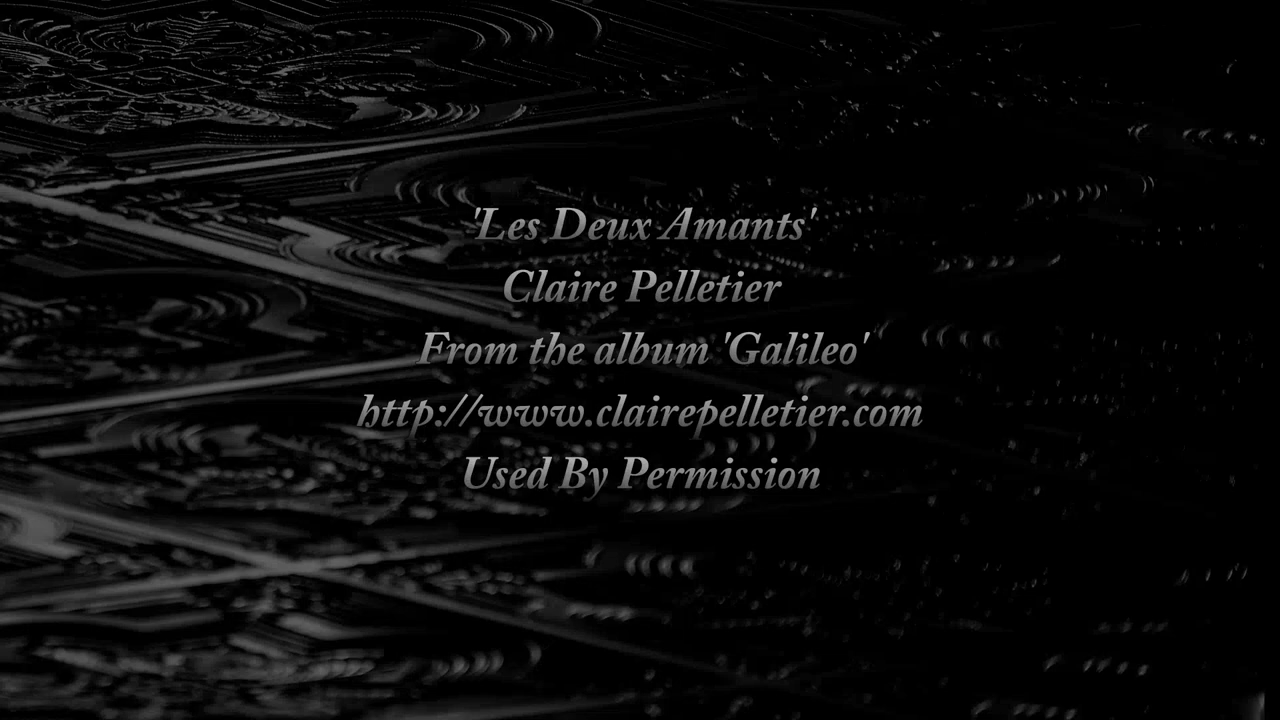 'Les Deux Amants'
Claire Pelletier
From the album 'Galileo'
http://www.clairepelletier.com
Used By Permission